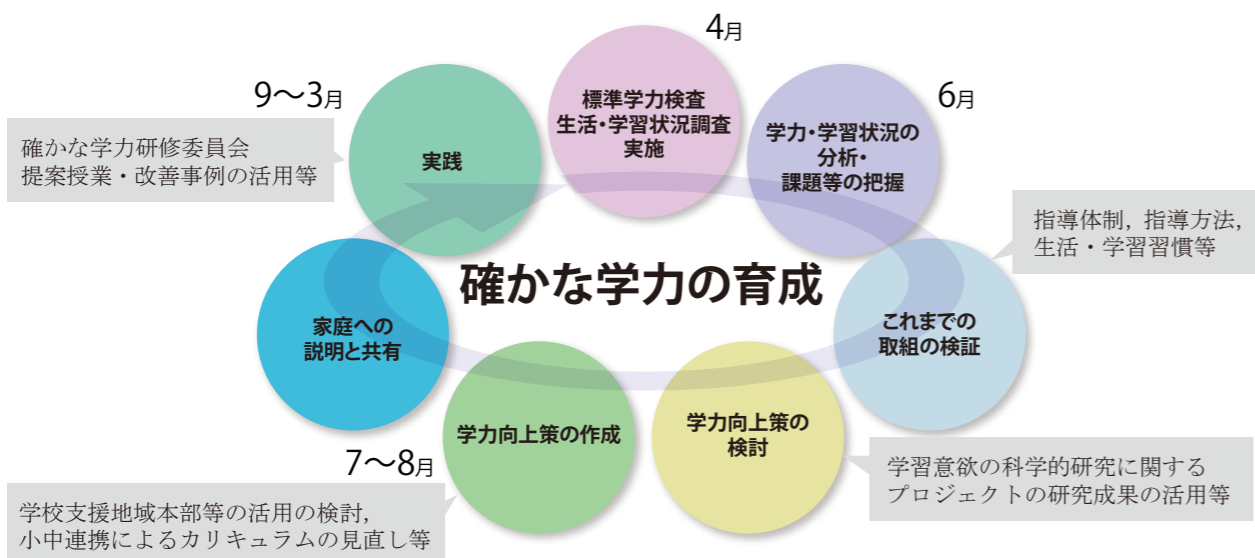 4月
標準学力検査
生活・学習状況調査
実施
6月
学力・学習状況の
分析・
課題等の把握
指導体制, 指導方法,
生活・学習習慣等
これまでの
取組の検証
学力向上策の
検討
学習意欲の科学的研究に関する
プロジェクトの研究成果の活用等
学力向上策の作成
7〜8月
学校支援地域本部等の活用の検討,
小中連携によるカリキュラムの見直し等
家庭への
説明と共有
9〜3月
実践
確かな学力研修委員会
提案授業・改善事例の活用等
確かな学力の育成